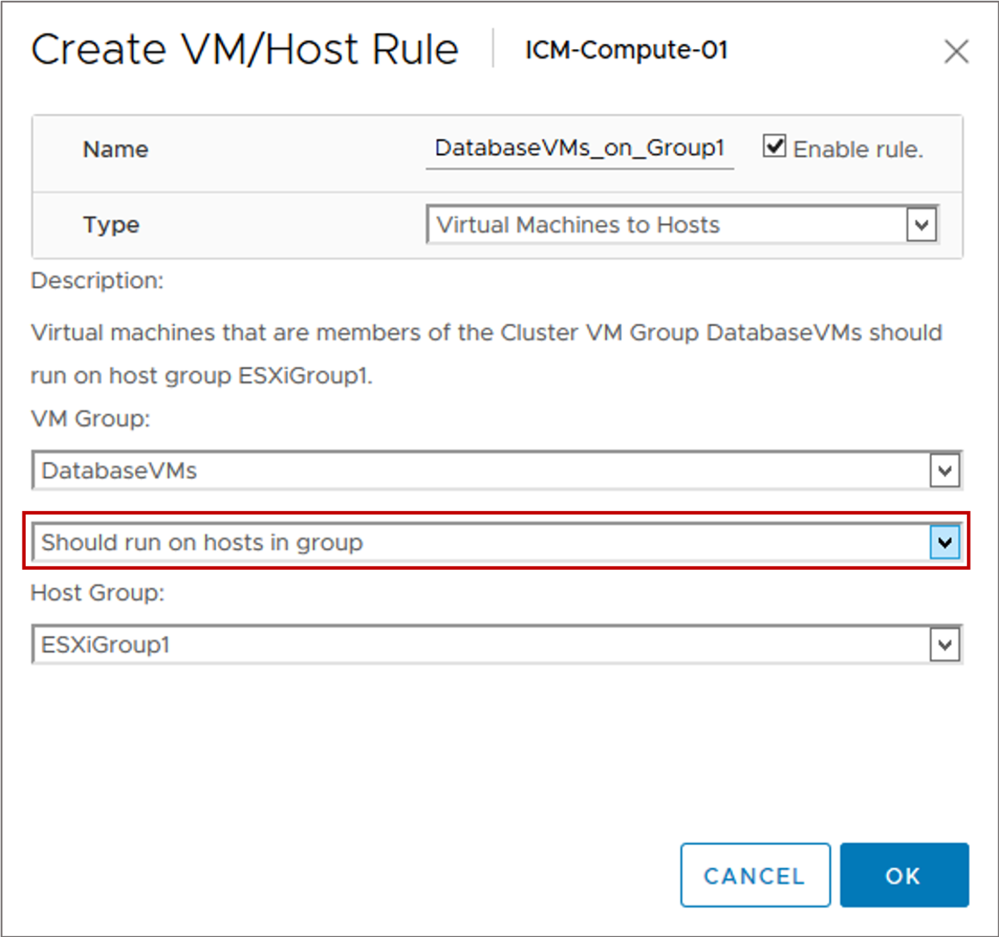 Create VM/Host Rule ICM-Compute-01
Name DatabaseVMs_on_Group1 Enable rule.
Type Virtual Machines to Hosts
Description:
Virtual machines that are members of the Cluster VM Group DatabaseVMs should
run on host group ESXiGroup1.
VM Group:
DatabaseVMs
Should run on hosts in group
Host Group:
ESXiGroup1
CANCEL OK